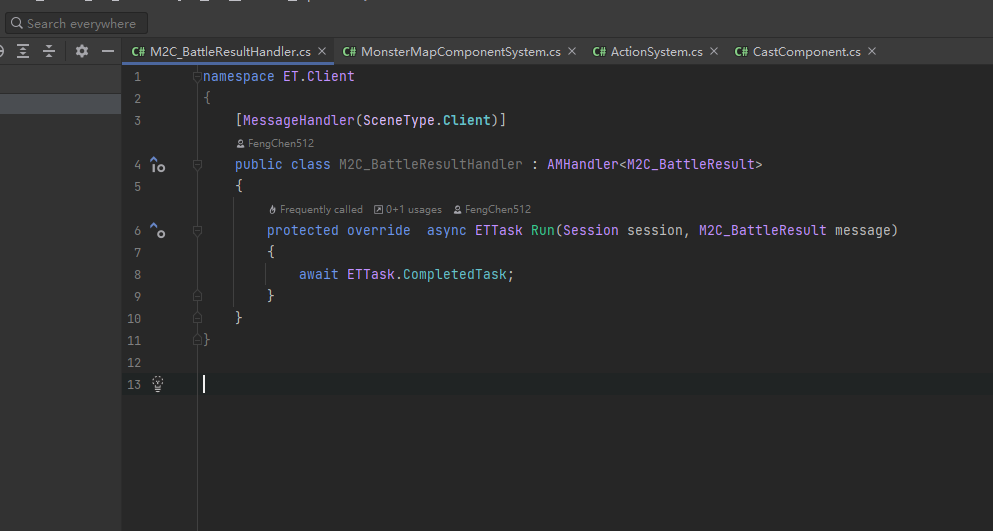 Search everywhere
C# M2C_BattleResultHandler.cs × C# MonsterMapComponentSystem.cs × C# ActionSystem.cs × C# CastComponent.cs ×
1 namespace ET.Client
2 {
3 [MessageHandler(SceneType.Client)]
FengChen512
4 public class M2C_BattleResultHandler : AMHandler<M2C_BattleResult>
5 {
Frequently called 0+1 usages FengChen512
6 protected override  async ETTask Run(Session session, M2C_BattleResult message)
7 {
8 await ETTask.CompletedTask;
9 }
10 }
11 }
12
13